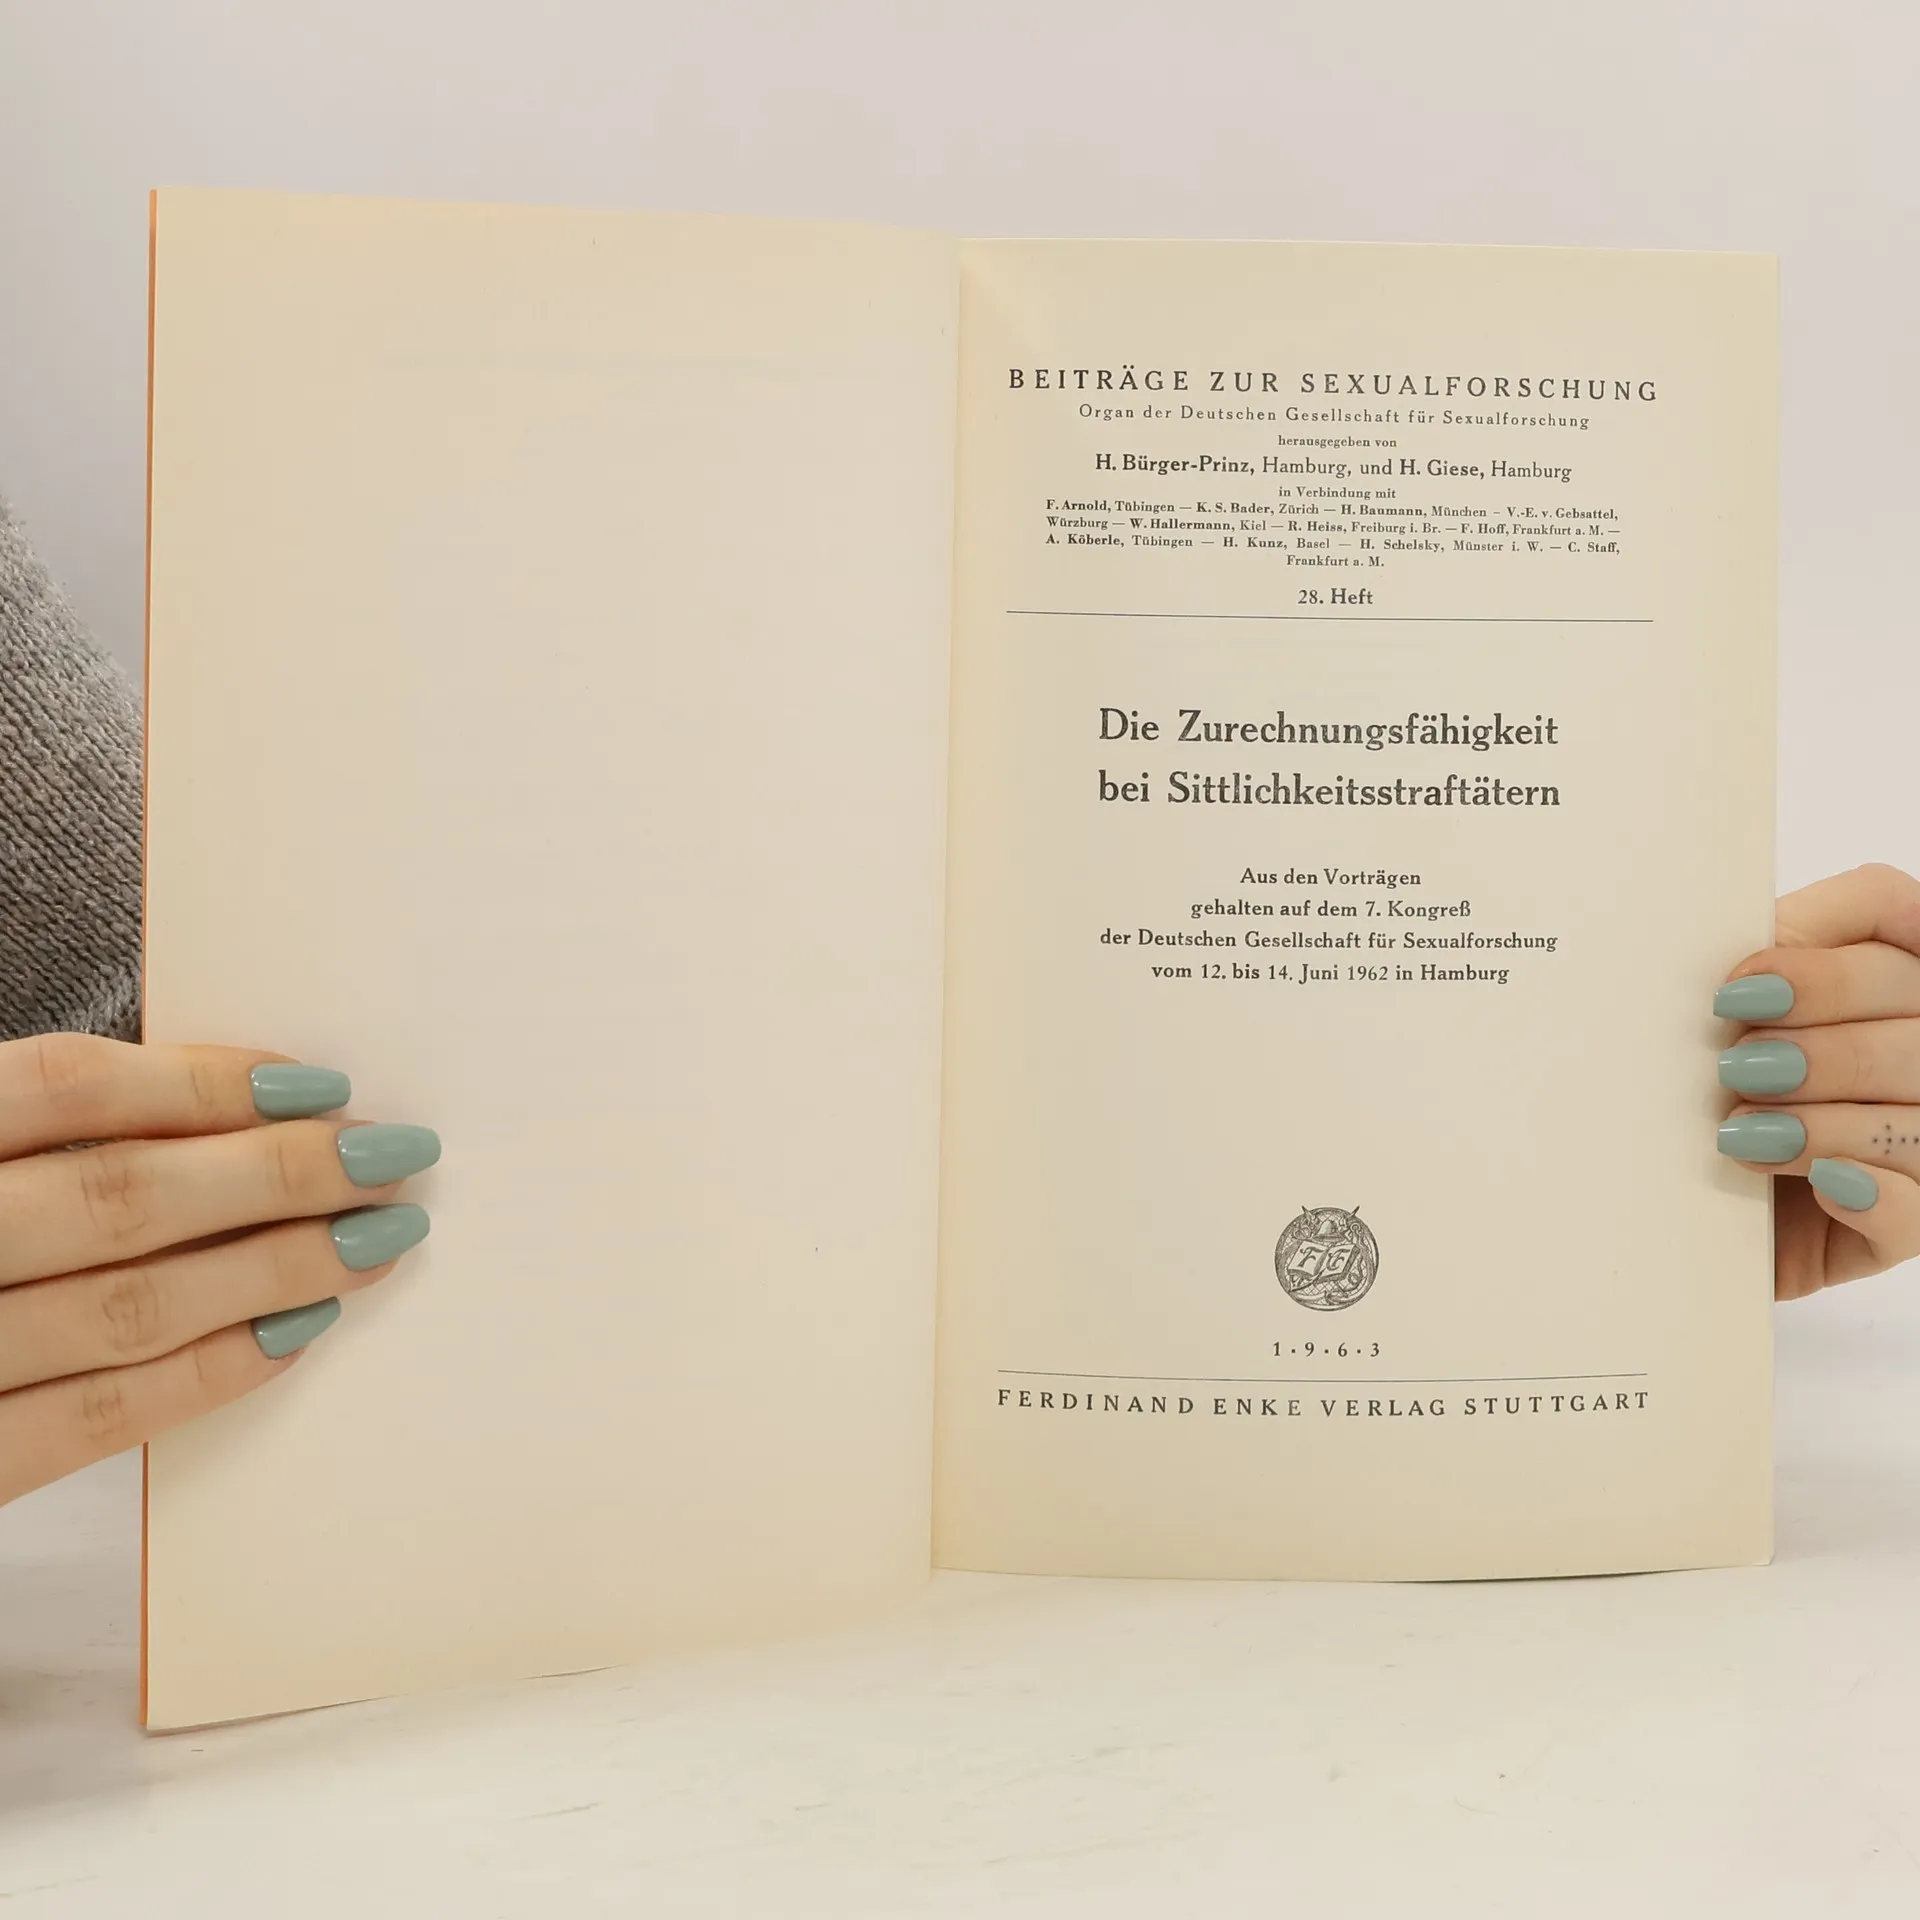 BEITRÄGE ZUR SEXUALFORSCHUNG
Organ der Deutschen Gesellschaft für Sexualforschung
herausgegeben von
H. Bürger-Prinz, Hamburg, und H. Giese, Hamburg
in Verbindung mit
F. Arnold, Tübingen — K. S. Bader, Zürich — H. Baumann, München – V.-E. v. Gebsattel,
Würzburg — W. Hallermann, Kiel — R. Heiss, Freiburg i. Br. — F. Hoff, Frankfurt a. M. —
A. Köberle, Tübingen — H. Kunz, Basel — H. Schelsky, Münster i. W. — C. Staff,
Frankfurt a. M.
28. Heft
Die Zurechnungsfähigkeit
bei Sittlichkeitsstraftätern
Aus den Vorträgen
gehalten auf dem 7. Kongreß
der Deutschen Gesellschaft für Sexualforschung
vom 12. bis 14. Juni 1962 in Hamburg
F E
1 · 9 · 6 · 3
FERDINAND ENKE VERLAG STUTTGART